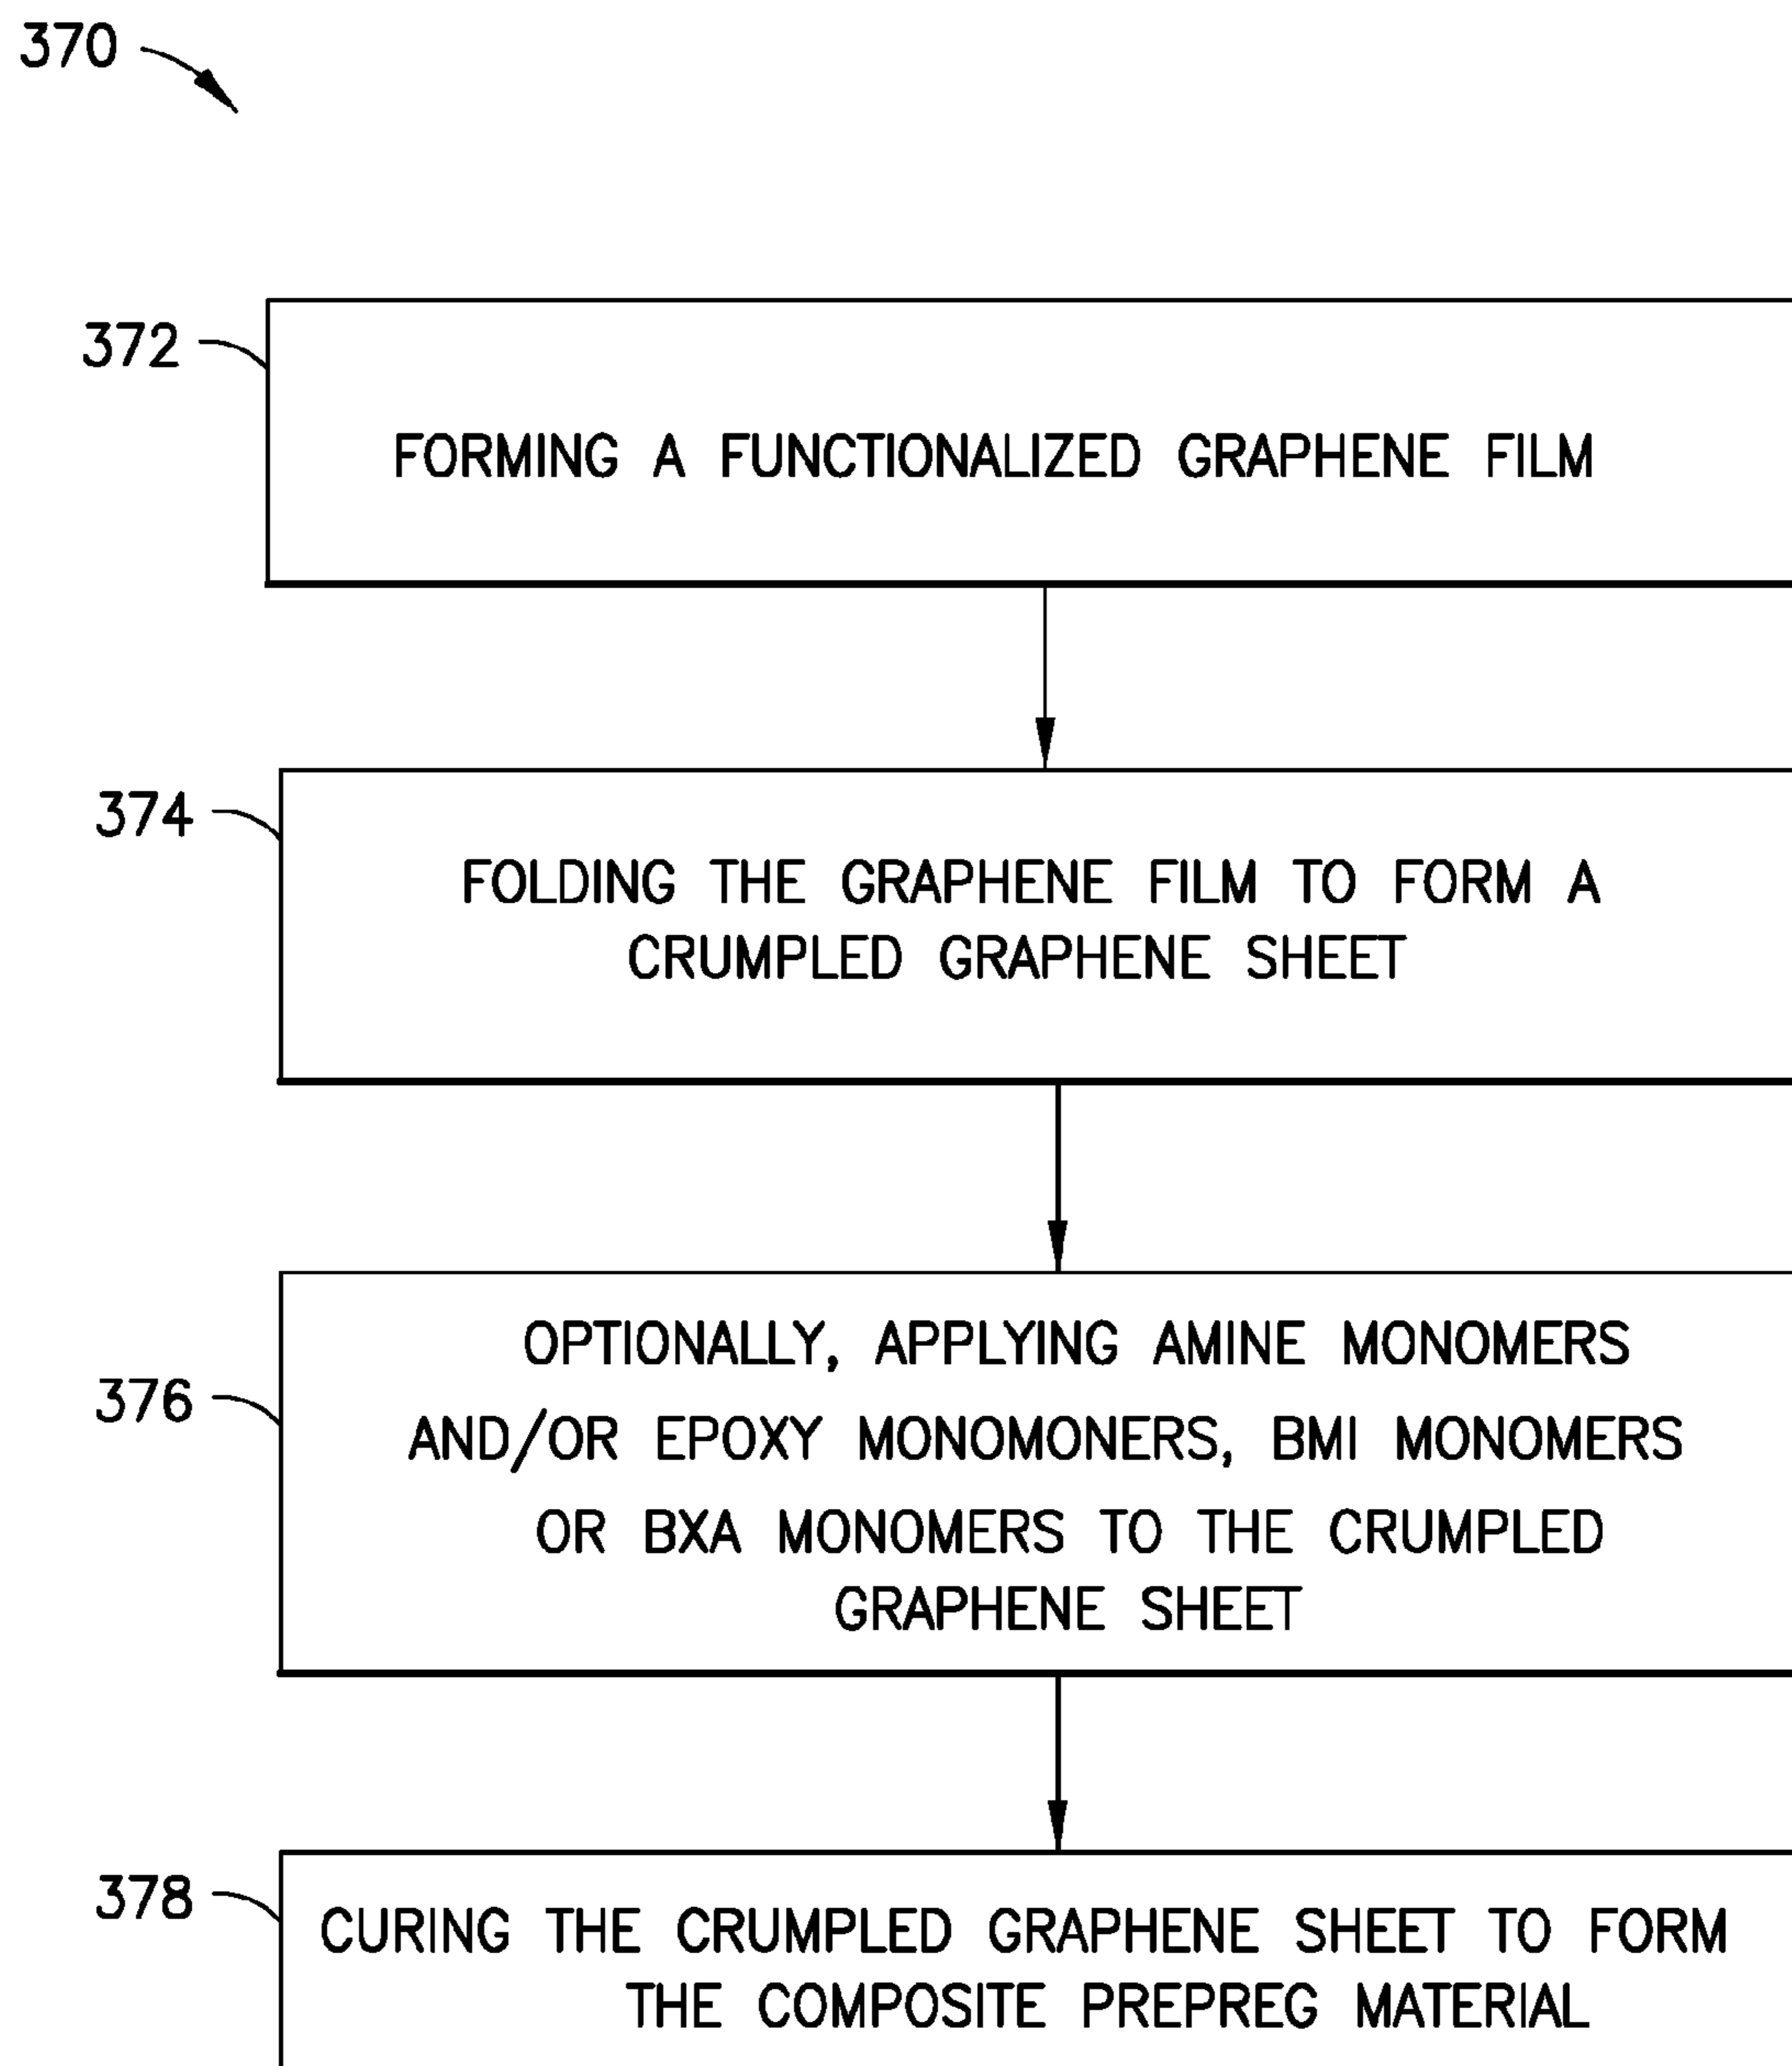 370
372
FORMING A FUNCTIONALIZED GRAPHENE FILM
374
FOLDING THE GRAPHENE FILM TO FORM A
CRUMPLED GRAPHENE SHEET
376
OPTIONALLY, APPLYING AMINE MONOMERS
AND/OR EPOXY MONOMONERS, BMI MONOMERS
OR BXA MONOMERS TO THE CRUMPLED
GRAPHENE SHEET
378
CURING THE CRUMPLED GRAPHENE SHEET TO FORM
THE COMPOSITE PREPREG MATERIAL